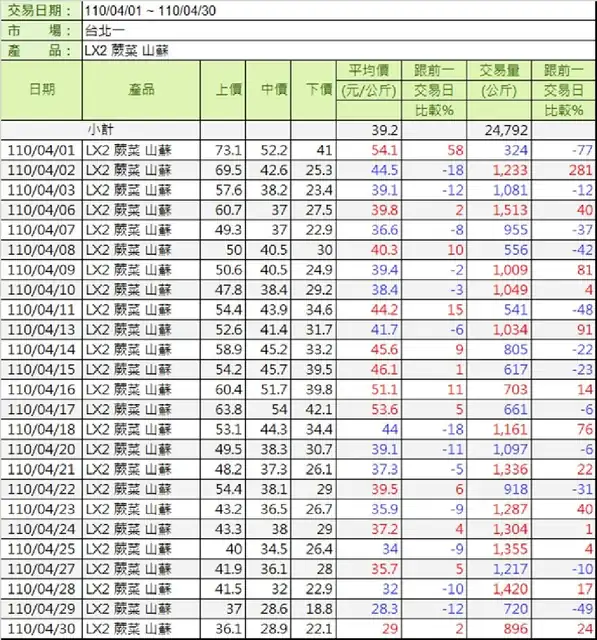 交易日期： 110/04/01 ~ 110/04/30
市 場： 台北一
產 品： LX2 蕨菜 山蘇
日期 產品 上價 中價 下價 平均價 (元/公斤) 跟前一 交易日 比較% 交易量 (公斤) 跟前一 交易日 比較%
小計 39.2 24,792
110/04/01 LX2 蕨菜 山蘇 73.1 52.2 41 54.1 58 324 -77
110/04/02 LX2 蕨菜 山蘇 69.5 42.6 25.3 44.5 -18 1,233 281
110/04/03 LX2 蕨菜 山蘇 57.6 38.2 23.4 39.1 -12 1,081 -12
110/04/06 LX2 蕨菜 山蘇 60.7 37 27.5 39.8 2 1,513 40
110/04/07 LX2 蕨菜 山蘇 49.3 37 22.9 36.6 -8 955 -37
110/04/08 LX2 蕨菜 山蘇 50 40.5 30 40.3 10 556 -42
110/04/09 LX2 蕨菜 山蘇 50.6 40.5 24.9 39.4 -2 1,009 81
110/04/10 LX2 蕨菜 山蘇 47.8 38.4 29.2 38.4 -3 1,049 4
110/04/11 LX2 蕨菜 山蘇 54.4 43.9 34.6 44.2 15 541 -48
110/04/13 LX2 蕨菜 山蘇 52.6 41.4 31.7 41.7 -6 1,034 91
110/04/14 LX2 蕨菜 山蘇 58.9 45.2 33.2 45.6 9 805 -22
110/04/15 LX2 蕨菜 山蘇 54.2 45.7 39.5 46.1 1 617 -23
110/04/16 LX2 蕨菜 山蘇 60.4 51.7 39.8 51.1 11 703 14
110/04/17 LX2 蕨菜 山蘇 63.8 54 42.1 53.6 5 661 -6
110/04/18 LX2 蕨菜 山蘇 53.1 44.3 34.4 44 -18 1,161 76
110/04/20 LX2 蕨菜 山蘇 49.5 38.3 30.7 39.1 -11 1,097 -6
110/04/21 LX2 蕨菜 山蘇 48.2 37.3 26.1 37.3 -5 1,336 22
110/04/22 LX2 蕨菜 山蘇 54.4 38.1 29 39.5 6 918 -31
110/04/23 LX2 蕨菜 山蘇 43.2 36.5 26.7 35.9 -9 1,287 40
110/04/24 LX2 蕨菜 山蘇 43.3 38 29 37.2 4 1,304 1
110/04/25 LX2 蕨菜 山蘇 40 34.5 26.4 34 -9 1,355 4
110/04/27 LX2 蕨菜 山蘇 41.9 36.1 28 35.7 5 1,217 -10
110/04/28 LX2 蕨菜 山蘇 41.5 32 22.9 32 -10 1,420 17
110/04/29 LX2 蕨菜 山蘇 37 28.6 18.8 28.3 -12 720 -49
110/04/30 LX2 蕨菜 山蘇 36.1 28.9 22.1 29 2 896 24